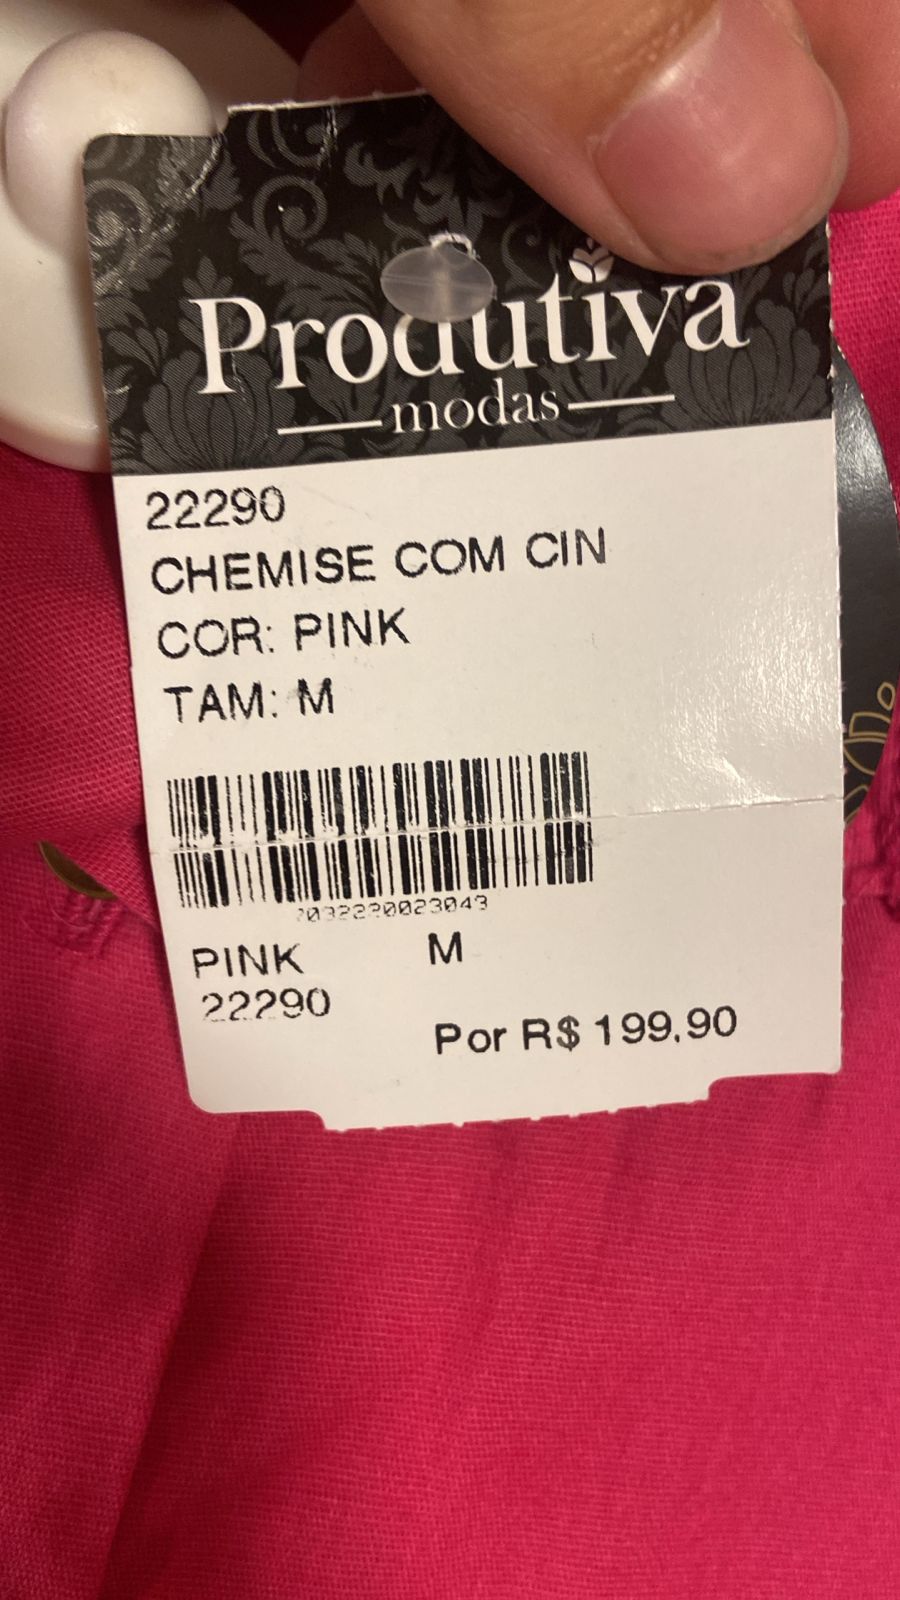 Produtiva
modas
22290
CHEMISE COM CIN
COR: PINK
TAM: M
PINK M
22290
Por R$ 199.90